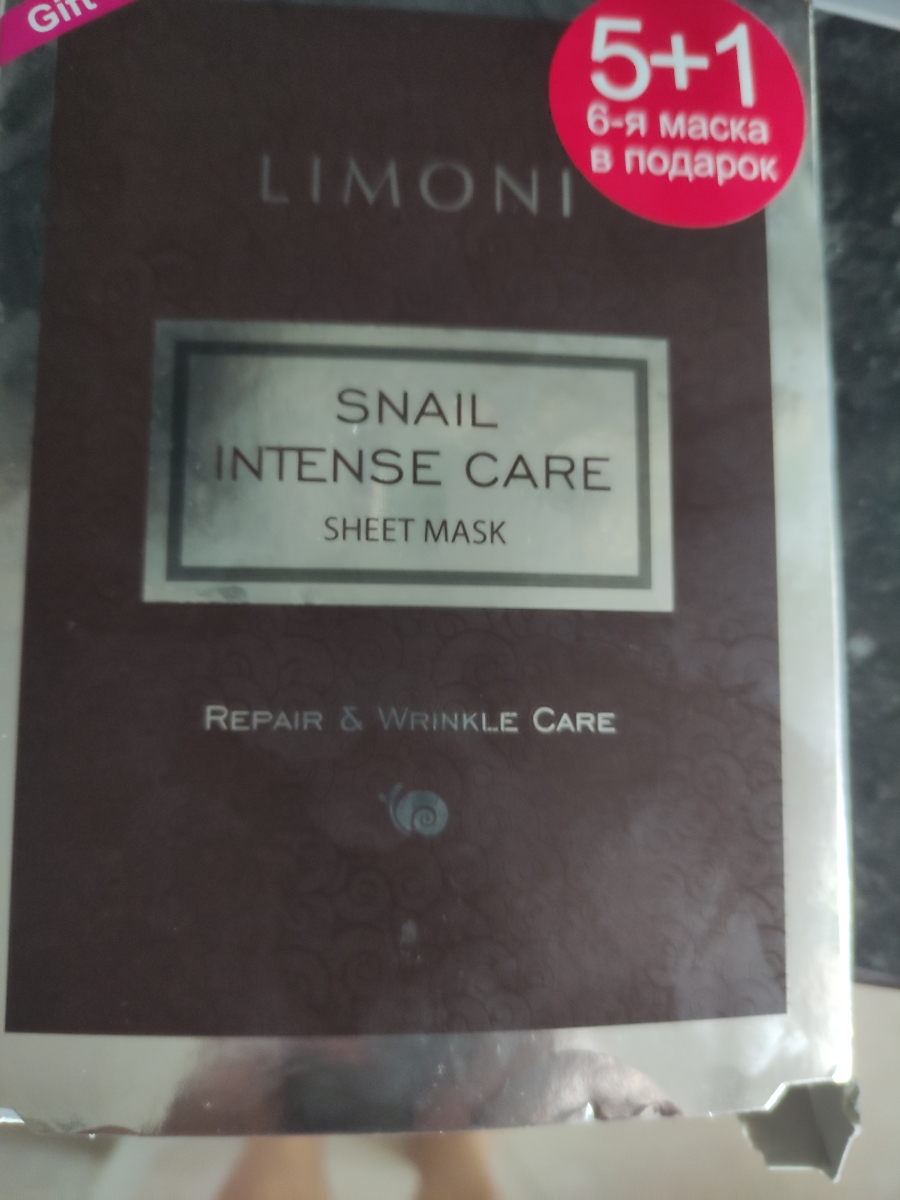 Gift
5+1
6-я маска
в подарок
LIMONI
SNAIL
INTENSE CARE
SHEET MASK
REPAIR & WRINKLE CARE